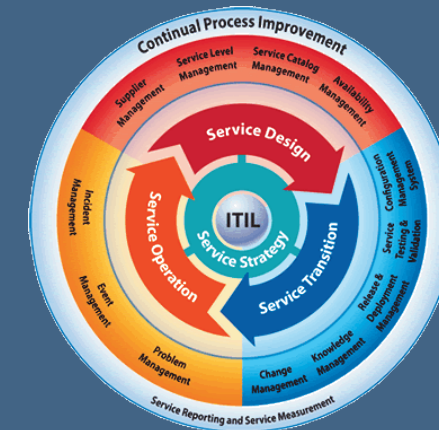 Continual Process Improvement
Supplier
Management
Service Level
Management
Service Catalog
Management
Availability
Management
Service Design
Configuration
Management
System
Service
Testing &
Validation
Release &
Deployment
Management
Knowledge
Management
Change
Management
Service Transition
ITIL
Service Strategy
Service Operation
Incident
Management
Event
Management
Problem
Management
Service Reporting and Service Measurement